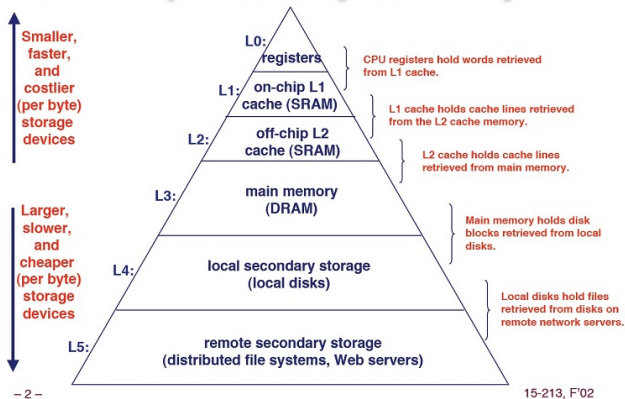 Smaller,
faster,
and
costlier
(per byte)
storage
devices
Larger,
slower,
and
cheaper
(per byte)
storage
devices
L0:
registers
L1:
on-chip L1
cache (SRAM)
L2:
off-chip L2
cache (SRAM)
L3:
main memory
(DRAM)
L4:
local secondary storage
(local disks)
L5:
remote secondary storage
(distributed file systems, Web servers)
CPU registers hold words retrieved
from L1 cache.
L1 cache holds cache lines retrieved
from the L2 cache memory.
L2 cache holds cache lines
retrieved from main memory.
Main memory holds disk
blocks retrieved from local
disks.
Local disks hold files
retrieved from disks on
remote network servers.
– 2 –
15-213, F'02